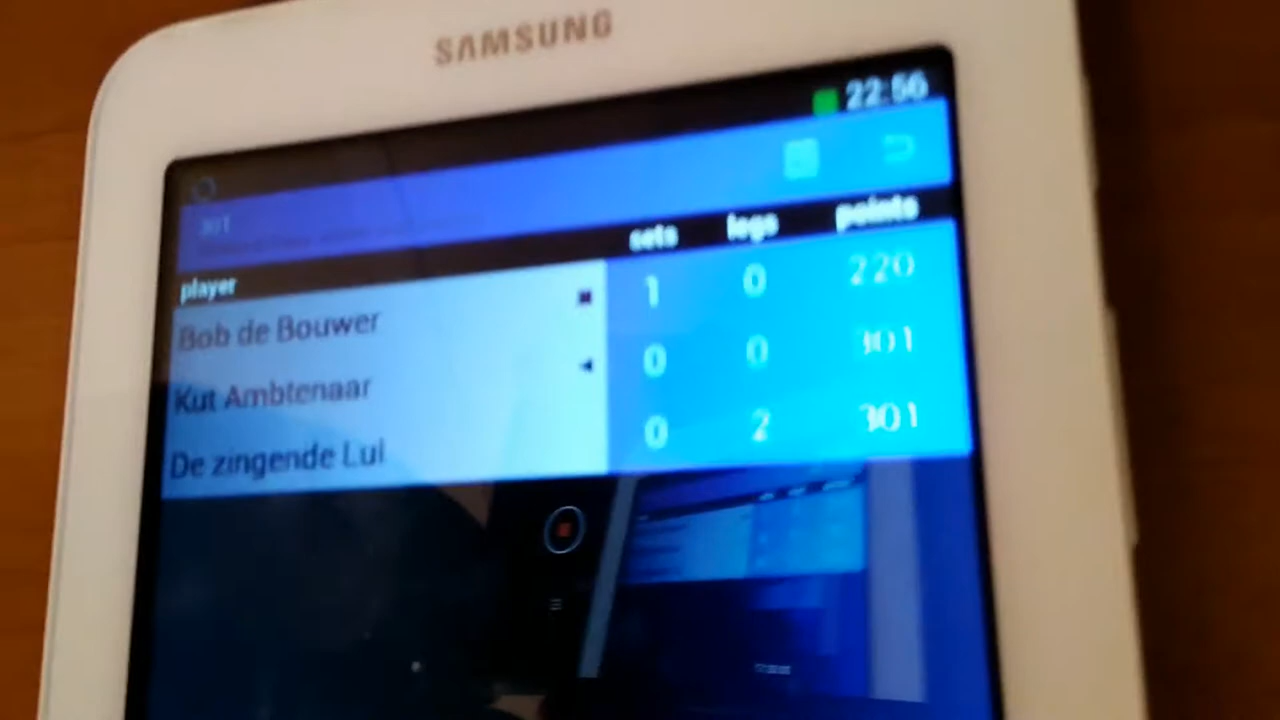 SAMSUNG
22:56
301
player sets legs points
Bob de Bouwer 1 0 220
Kut Ambtenaar 0 0 301
De zingende Lul 0 2 301